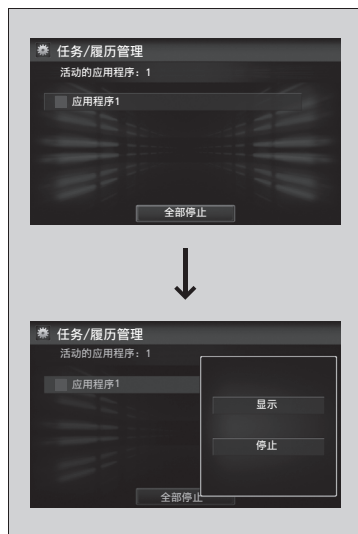 任务/履历管理
活动的应用程序：1
应用程序1
全部停止
任务/履历管理
活动的应用程序：1
应用程序1
显示
停止
全部停止